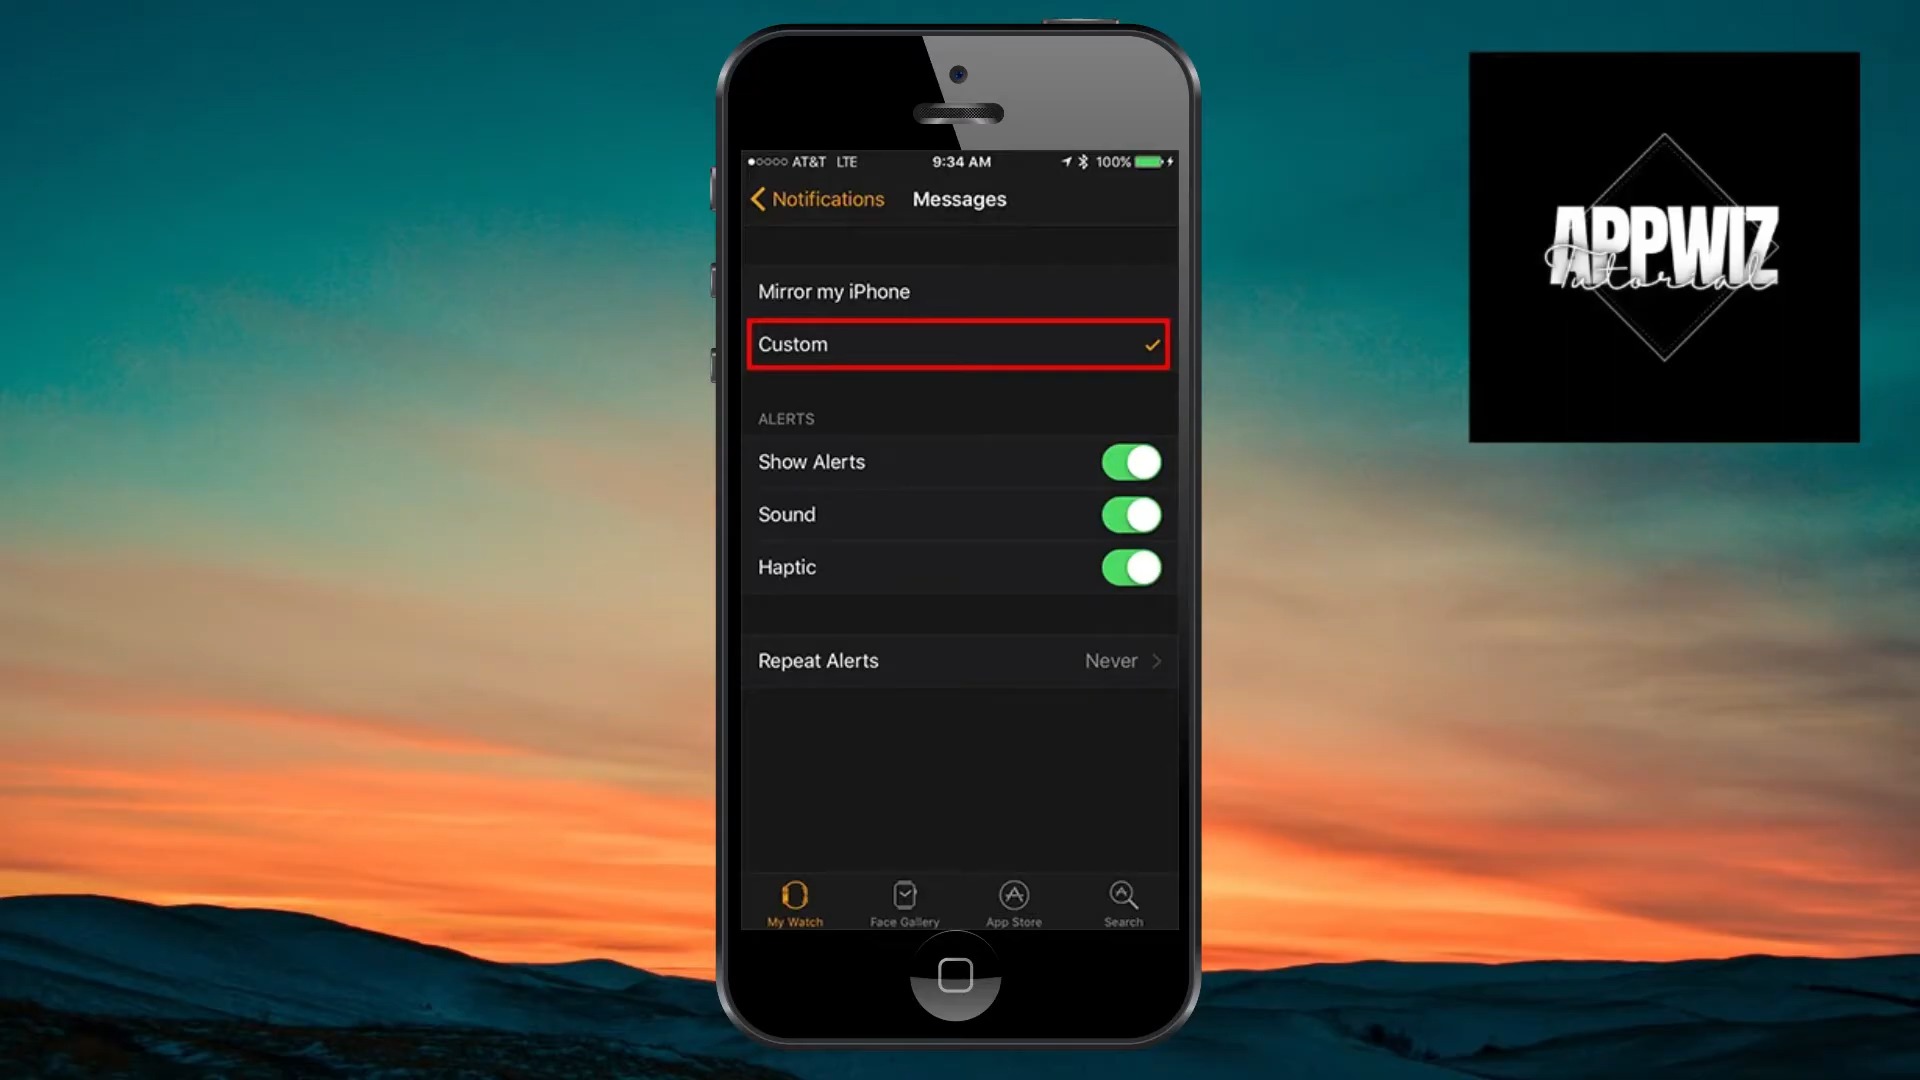 AT&T LTE 9:34 AM 100%
Notifications Messages
Mirror my iPhone
Custom
ALERTS
Show Alerts
Sound
Haptic
Repeat Alerts Never
My Watch Face Gallery App Store Search
APPWIZ
Tutorial